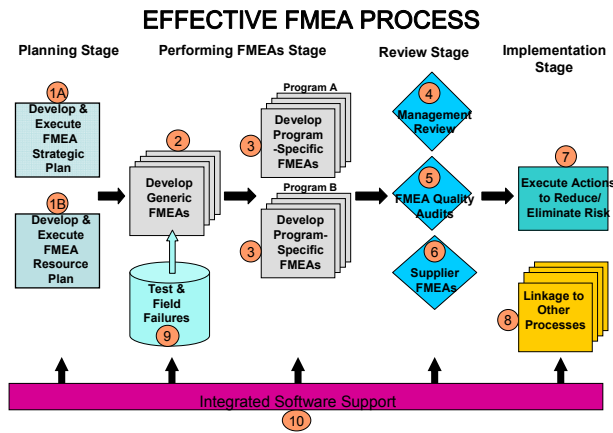 EFFECTIVE FMEA PROCESS
Planning Stage
Performing FMEAs Stage
Review Stage
Implementation
Stage
1A
Develop &
Execute
FMEA
Strategic
Plan
1B
Develop &
Execute
FMEA
Resource
Plan
2
Develop
Generic
FMEAs
Test &
Field
Failures
9
Program A
3
Develop
Program
-Specific
FMEAs
Program B
3
Develop
Program-
Specific
FMEAs
4
Management
Review
5
FMEA Quality
Audits
6
Supplier
FMEAs
7
Execute Actions
to Reduce/
Eliminate Risk
8
Linkage to
Other
Processes
Integrated Software Support
10